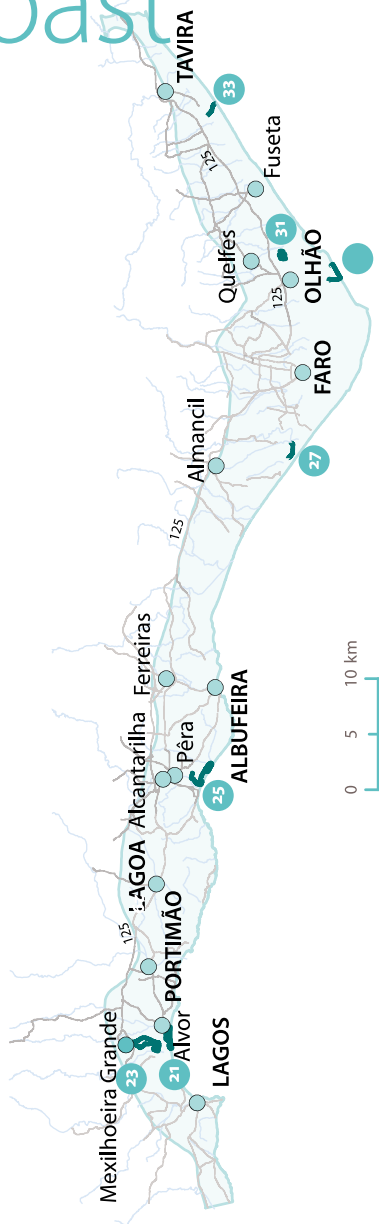 oast
TAVIRA
33
125
Fuseta
31
Quelfes
OLHÃO
125
FARO
Almancil
27
125
Ferreiras
ALBUFEIRA
Alcantarilha
Pêra
25
LAGOA
125
PORTIMÃO
Mexilhoeira Grande
Alvor
23
21
LAGOS
0 5 10 km